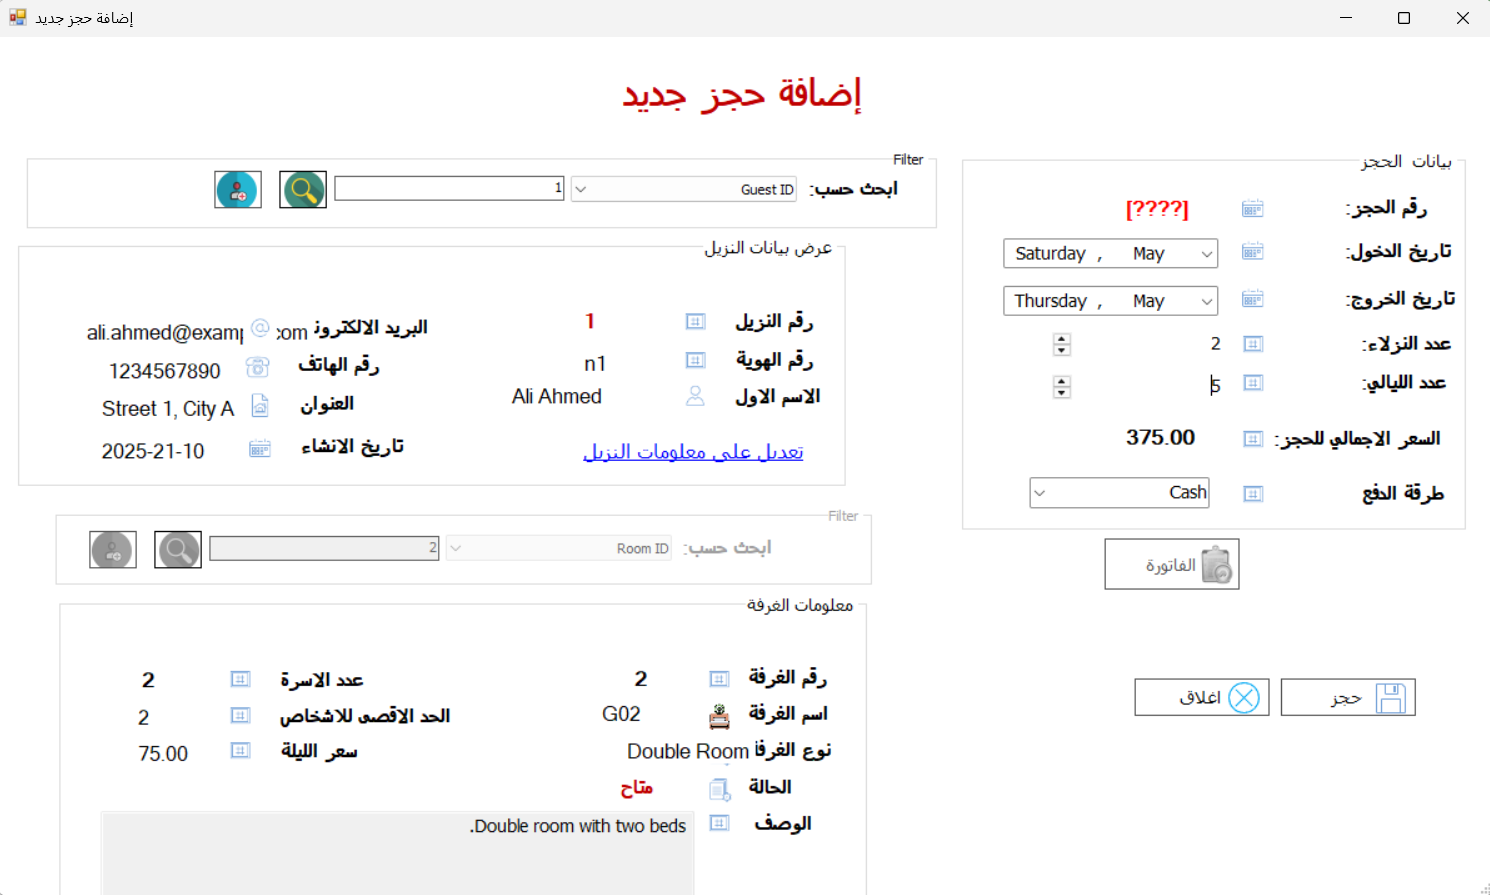 إضافة حجز جديد
إضافة حجز جديد
بيانات الحجز
رقم الحجز:
[????]
تاريخ الدخول:
Saturday , May
تاريخ الخروج:
Thursday , May
عدد النزلاء:
2
عدد الليالي:
5
السعر الاجمالي للحجز:
375.00
طرقة الدفع
Cash
الفاتورة
حجز
اغلاق
Filter
ابحث حسب:
Guest ID
1
عرض بيانات النزيل
رقم النزيل
1
رقم الهوية
n1
الاسم الاول
Ali Ahmed
تعديل على معلومات النزيل
البريد الالكترون
ali.ahmed@examp com
رقم الهاتف
1234567890
العنوان
Street 1, City A
تاريخ الانشاء
2025-21-10
Filter
ابحث حسب:
Room ID
2
معلومات الغرفة
رقم الغرفة
2
اسم الغرفة
G02
نوع الغرفة
Double Room
الحالة
متاح
الوصف
Double room with two beds.
عدد الاسرة
2
الحد الاقصى للاشخاص
2
سعر الليلة
75.00